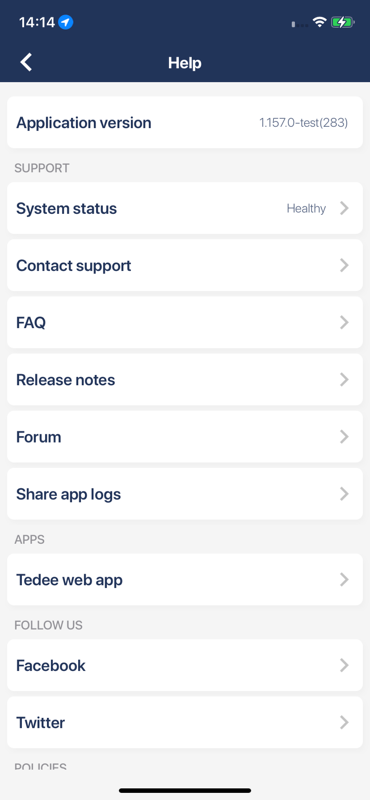 14:14
Help
Application version 1.157.0-test(283)
SUPPORT
System status Healthy
Contact support
FAQ
Release notes
Forum
Share app logs
APPS
Tedee web app
FOLLOW US
Facebook
Twitter
POLICIES